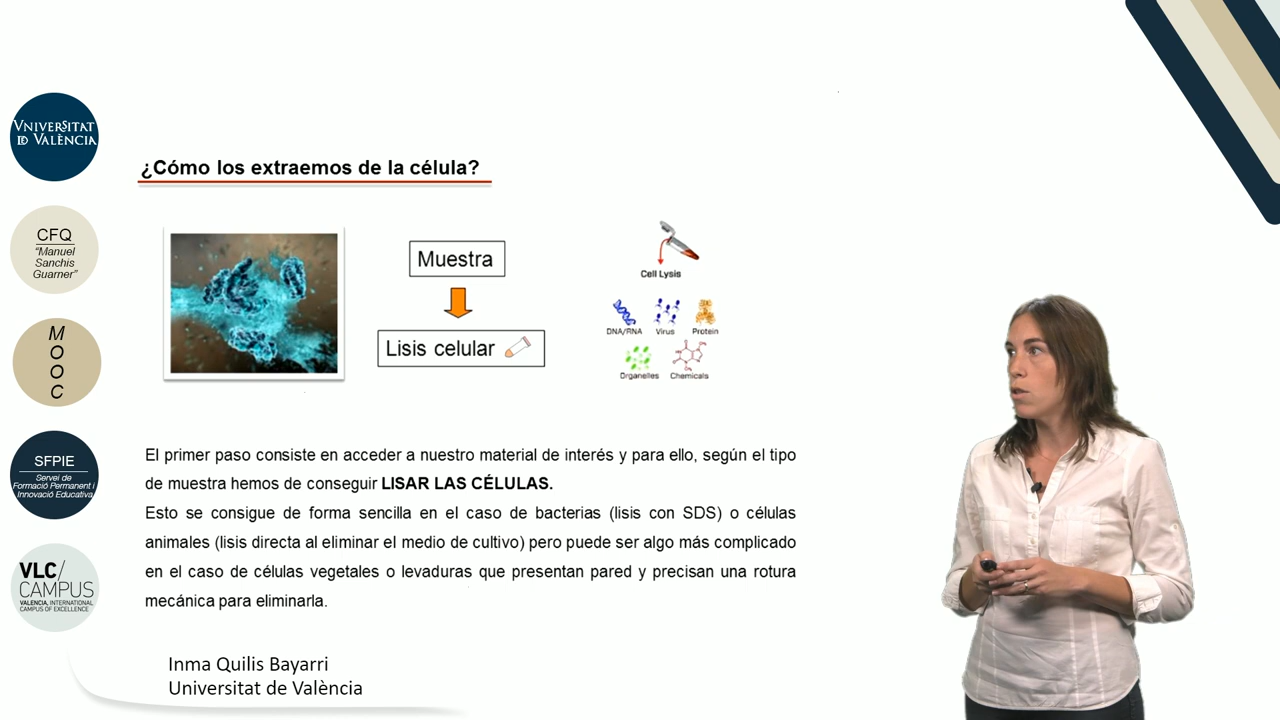 VNIVERSITAT
ID VALÈNCIA
CFQ
"Manuel
Sanchis
Guarner"
M
O
O
C
SFPIE
Servei de
Formació Permanent i
Innovació Educativa
VLC/
CAMPUS
VALENCIA, INTERNATIONAL
CAMPUS OF EXCELLENCE
¿Cómo los extraemos de la célula?
Muestra
Lisis celular
Cell Lysis
DNA/RNA Virus Protein
Organelles Chemicals
El primer paso consiste en acceder a nuestro material de interés y para ello, según el tipo
de muestra hemos de conseguir LISAR LAS CÉLULAS.
Esto se consigue de forma sencilla en el caso de bacterias (lisis con SDS) o células
animales (lisis directa al eliminar el medio de cultivo) pero puede ser algo más complicado
en el caso de células vegetales o levaduras que presentan pared y precisan una rotura
mecánica para eliminarla.
Inma Quilis Bayarri
Universitat de València